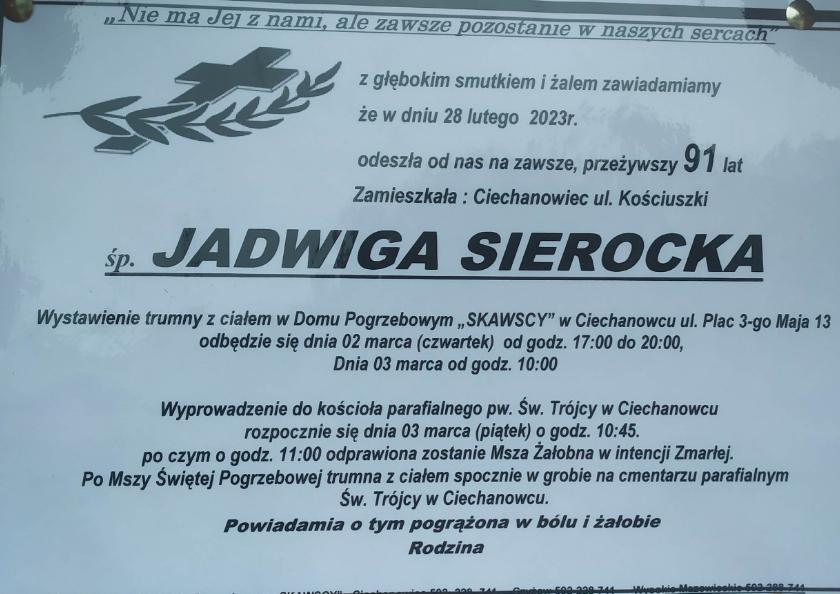 „Nie ma Jej z nami, ale zawsze pozostanie w naszych sercach”
z głębokim smutkiem i żalem zawiadamiamy
że w dniu 28 lutego 2023r.
odeszła od nas na zawsze, przeżywszy 91 lat
Zamieszkała : Ciechanowiec ul. Kościuszki
śp. JADWIGA SIEROCKA
Wystawienie trumny z ciałem w Domu Pogrzebowym „SKAWSCY” w Ciechanowcu ul. Plac 3-go Maja 13
odbędzie się dnia 02 marca (czwartek) od godz. 17:00 do 20:00,
Dnia 03 marca od godz. 10:00
Wyprowadzenie do kościoła parafialnego pw. Św. Trójcy w Ciechanowcu
rozpocznie się dnia 03 marca (piątek) o godz. 10:45.
po czym o godz. 11:00 odprawiona zostanie Msza Żałobna w intencji Zmarłej.
Po Mszy Świętej Pogrzebowej trumna z ciałem spocznie w grobie na cmentarzu parafialnym
Św. Trójcy w Ciechanowcu.
Powiadamia o tym pogrążona w bólu i żałobie
Rodzina